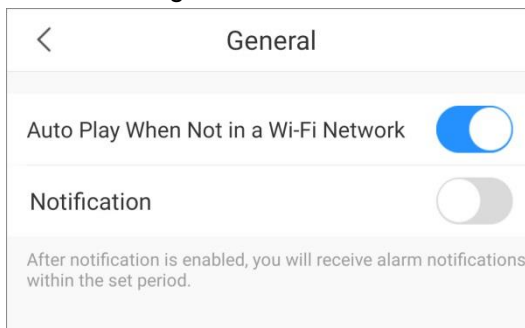 General
Auto Play When Not in a Wi-Fi Network
Notification
After notification is enabled, you will receive alarm notifications
within the set period.